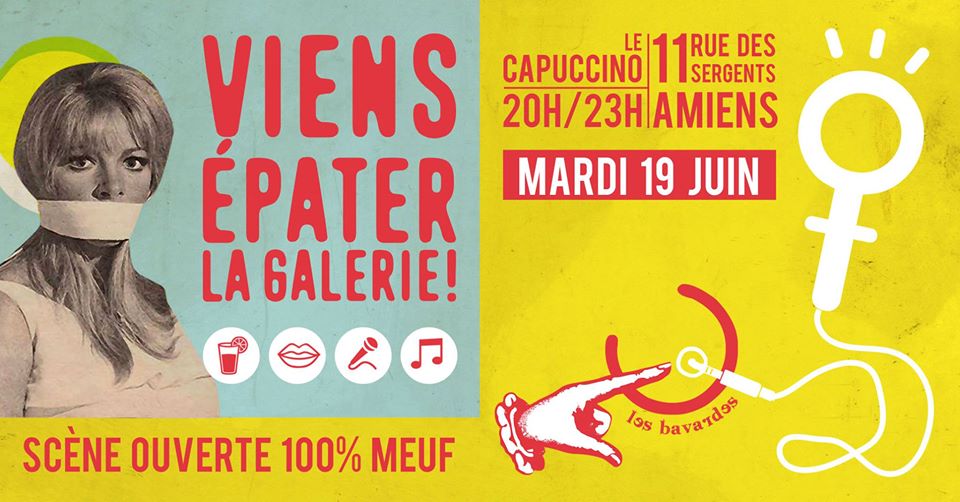 VIENS
ÉPATER
LA GALERIE!
SCÈNE OUVERTE 100% MEUF
LE
CAPUCCINO
20H/23H
11 RUE DES
SERGENTS
AMIENS
MARDI 19 JUIN
les bavardes